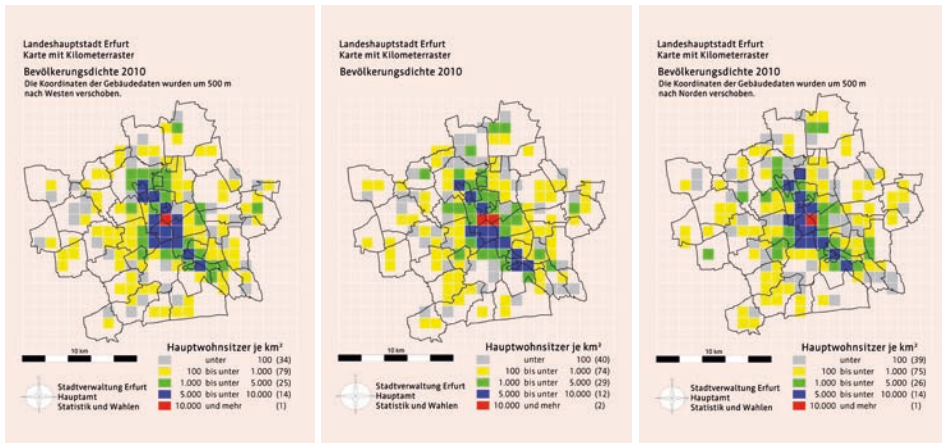 Landeshauptstadt Erfurt
Karte mit Kilometerraster
Bevölkerungsdichte 2010
Die Koordinaten der Gebäudedaten wurden um 500 m
nach Westen verschoben.
10 km
Hauptwohnsitzer je km²
unter 100 (34)
100 bis unter 1.000 (79)
1.000 bis unter 5.000 (25)
5.000 bis unter 10.000 (14)
10.000 und mehr (1)
Stadtverwaltung Erfurt
Hauptamt
Statistik und Wahlen
Landeshauptstadt Erfurt
Karte mit Kilometerraster
Bevölkerungsdichte 2010
10 km
Hauptwohnsitzer je km²
unter 100 (40)
100 bis unter 1.000 (74)
1.000 bis unter 5.000 (29)
5.000 bis unter 10.000 (12)
10.000 und mehr (2)
Stadtverwaltung Erfurt
Hauptamt
Statistik und Wahlen
Landeshauptstadt Erfurt
Karte mit Kilometerraster
Bevölkerungsdichte 2010
Die Koordinaten der Gebäudedaten wurden um 500 m
nach Norden verschoben.
10 km
Hauptwohnsitzer je km²
unter 100 (39)
100 bis unter 1.000 (75)
1.000 bis unter 5.000 (26)
5.000 bis unter 10.000 (14)
10.000 und mehr (1)
Stadtverwaltung Erfurt
Hauptamt
Statistik und Wahlen